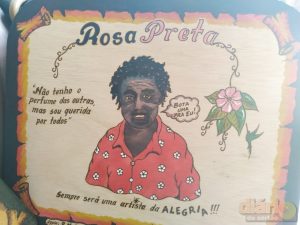 Rosa Preta
"Não tenho o
perfume das outras,
mas sou querida
por todos"
BOTA
UMA
PRA EU!
Sempre será uma artista da ALEGRIA!!!
diário